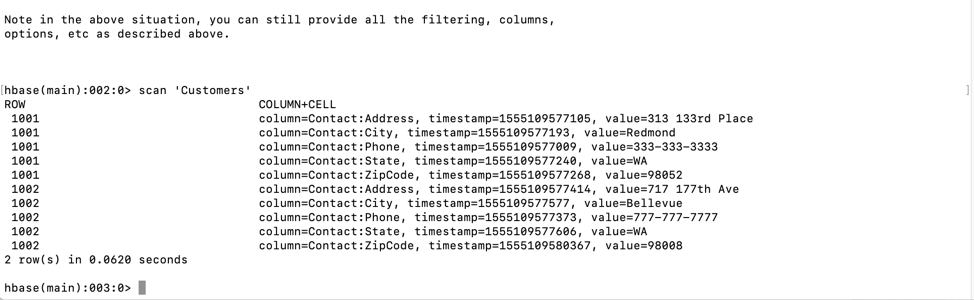 Note in the above situation, you can still provide all the filtering, columns,
options, etc as described above.
[hbase(main):002:0> scan 'Customers' ]
ROW COLUMN+CELL
1001 column=Contact:Address, timestamp=1555109577105, value=313 133rd Place
1001 column=Contact:City, timestamp=1555109577193, value=Redmond
1001 column=Contact:Phone, timestamp=1555109577009, value=333-333-3333
1001 column=Contact:State, timestamp=1555109577240, value=WA
1001 column=Contact:ZipCode, timestamp=1555109577268, value=98052
1002 column=Contact:Address, timestamp=1555109577414, value=717 177th Ave
1002 column=Contact:City, timestamp=1555109577577, value=Bellevue
1002 column=Contact:Phone, timestamp=1555109577373, value=777-777-7777
1002 column=Contact:State, timestamp=1555109577606, value=WA
1002 column=Contact:ZipCode, timestamp=1555109580367, value=98008
2 row(s) in 0.0620 seconds
hbase(main):003:0>